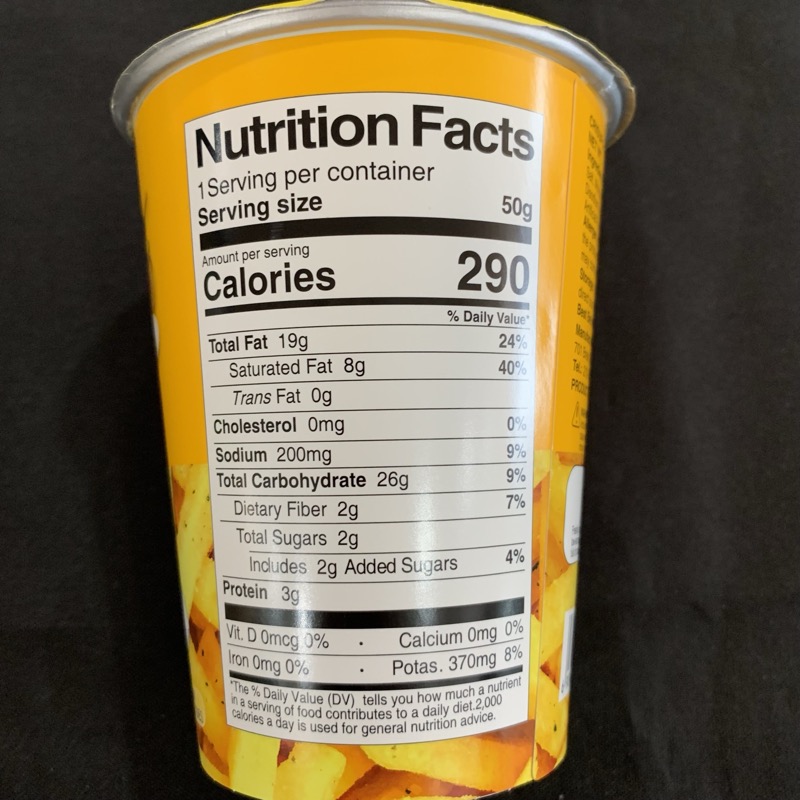 Nutrition Facts
1 Serving per container
Serving size 50g
Amount per serving
Calories 290
% Daily Value*
Total Fat 19g 24%
Saturated Fat 8g 40%
Trans Fat 0g
Cholesterol 0mg 0%
Sodium 200mg 9%
Total Carbohydrate 26g 9%
Dietary Fiber 2g 7%
Total Sugars 2g
Includes 2g Added Sugars 4%
Protein 3g
Vit. D 0mcg 0% · Calcium 0mg 0%
Iron 0mg 0% · Potas. 370mg 8%
*The % Daily Value (DV) tells you how much a nutrient
in a serving of food contributes to a daily diet.2,000
calories a day is used for general nutrition advice.